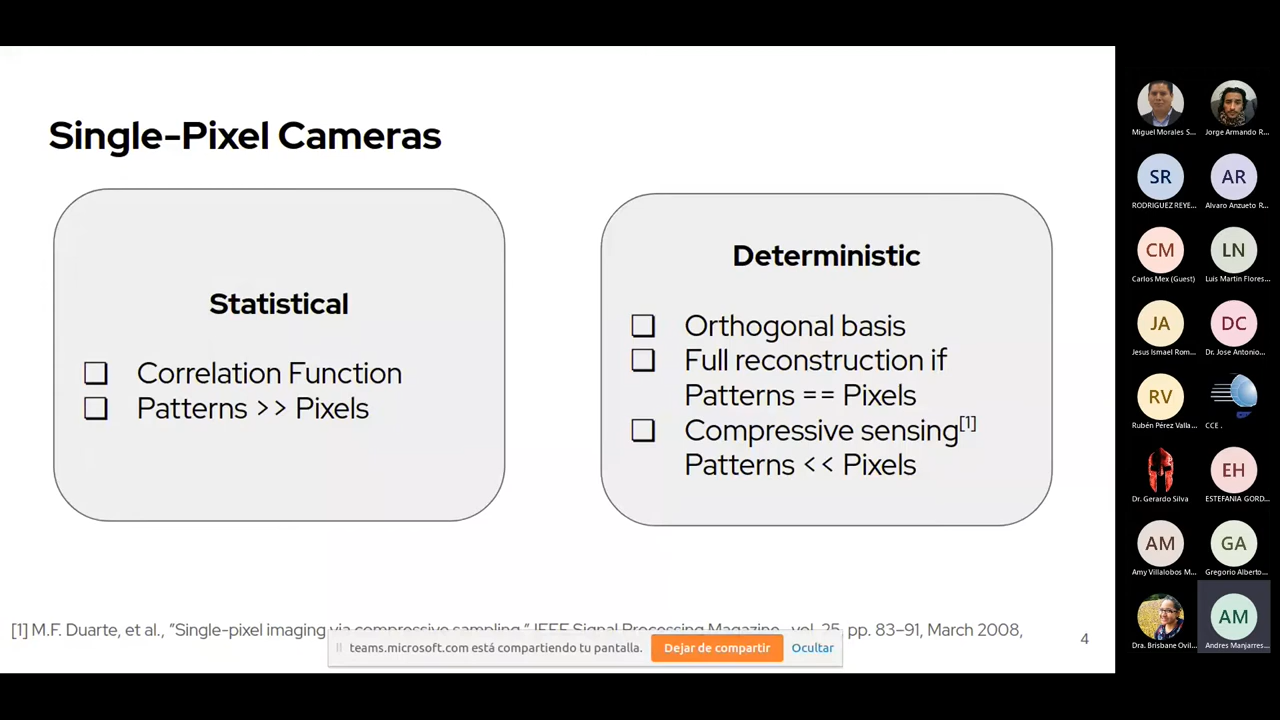 Single-Pixel Cameras
Statistical
❏ Correlation Function
❏ Patterns >> Pixels
Deterministic
❏ Orthogonal basis
❏ Full reconstruction if
Patterns == Pixels
❏ Compressive sensing[1]
Patterns << Pixels
[1] M.F. Duarte, et al., "Single-pixel imaging via compressive sampling," IEEE Signal Processing Magazine, vol. 25, pp. 83–91, March 2008,
4
teams.microsoft.com está compartiendo tu pantalla.
Dejar de compartir
Ocultar
Miguel Morales S...
Jorge Armando R...
SR
AR
RODRIGUEZ REYE...
Alvaro Anzueto R...
CM
LN
Carlos Mex (Guest)
Luis Martin Flores...
JA
DC
Jesus Ismael Rom...
Dr. Jose Antonio...
RV
Rubén Pérez Valla...
CCE .
EH
Dr. Gerardo Silva
ESTEFANIA GORD...
AM
GA
Amy Villalobos M...
Gregorio Alberto...
AM
Dra. Brisbane Ovil...
Andres Manjarres...